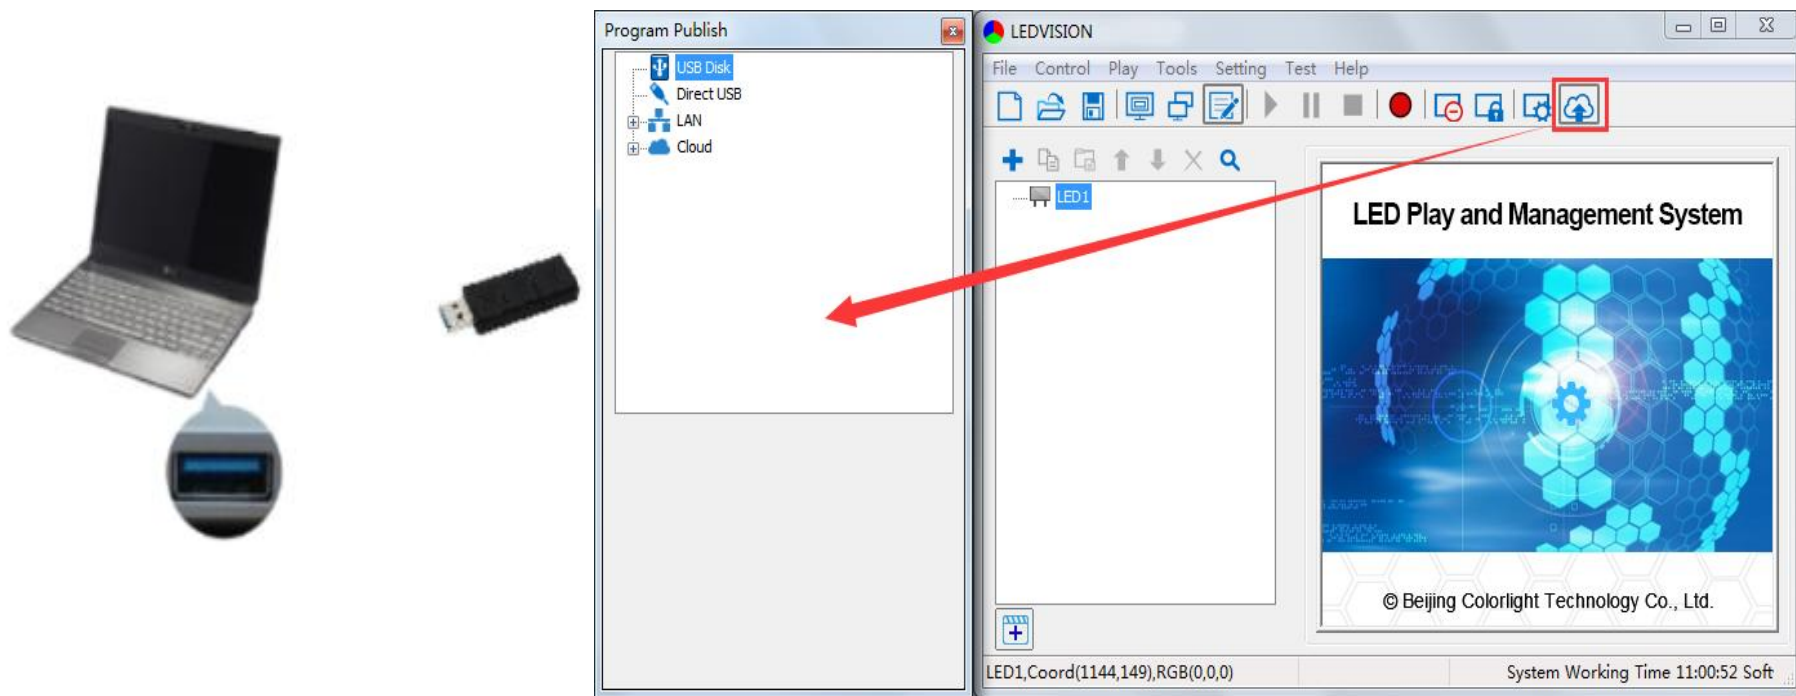 Program Publish
USB Disk
Direct USB
LAN
Cloud
LEDVISION
File Control Play Tools Setting Test Help
LED1
LED Play and Management System
© Beijing Colorlight Technology Co., Ltd.
LED1,Coord(1144,149),RGB(0,0,0)
System Working Time 11:00:52 Soft